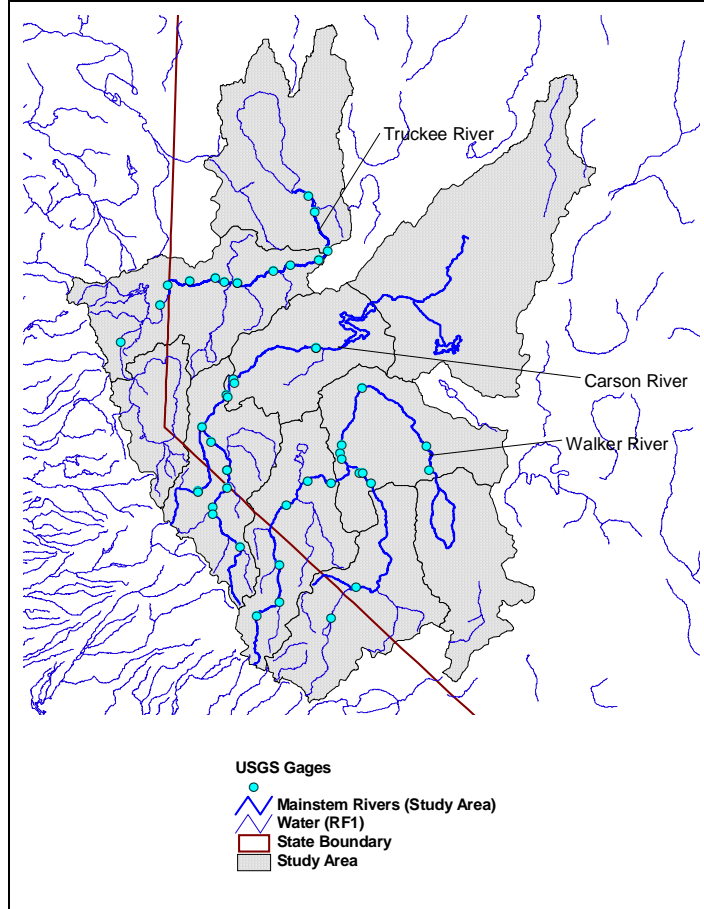 Truckee River
Carson River
Walker River
USGS Gages
Mainstem Rivers (Study Area)
Water (RF1)
State Boundary
Study Area